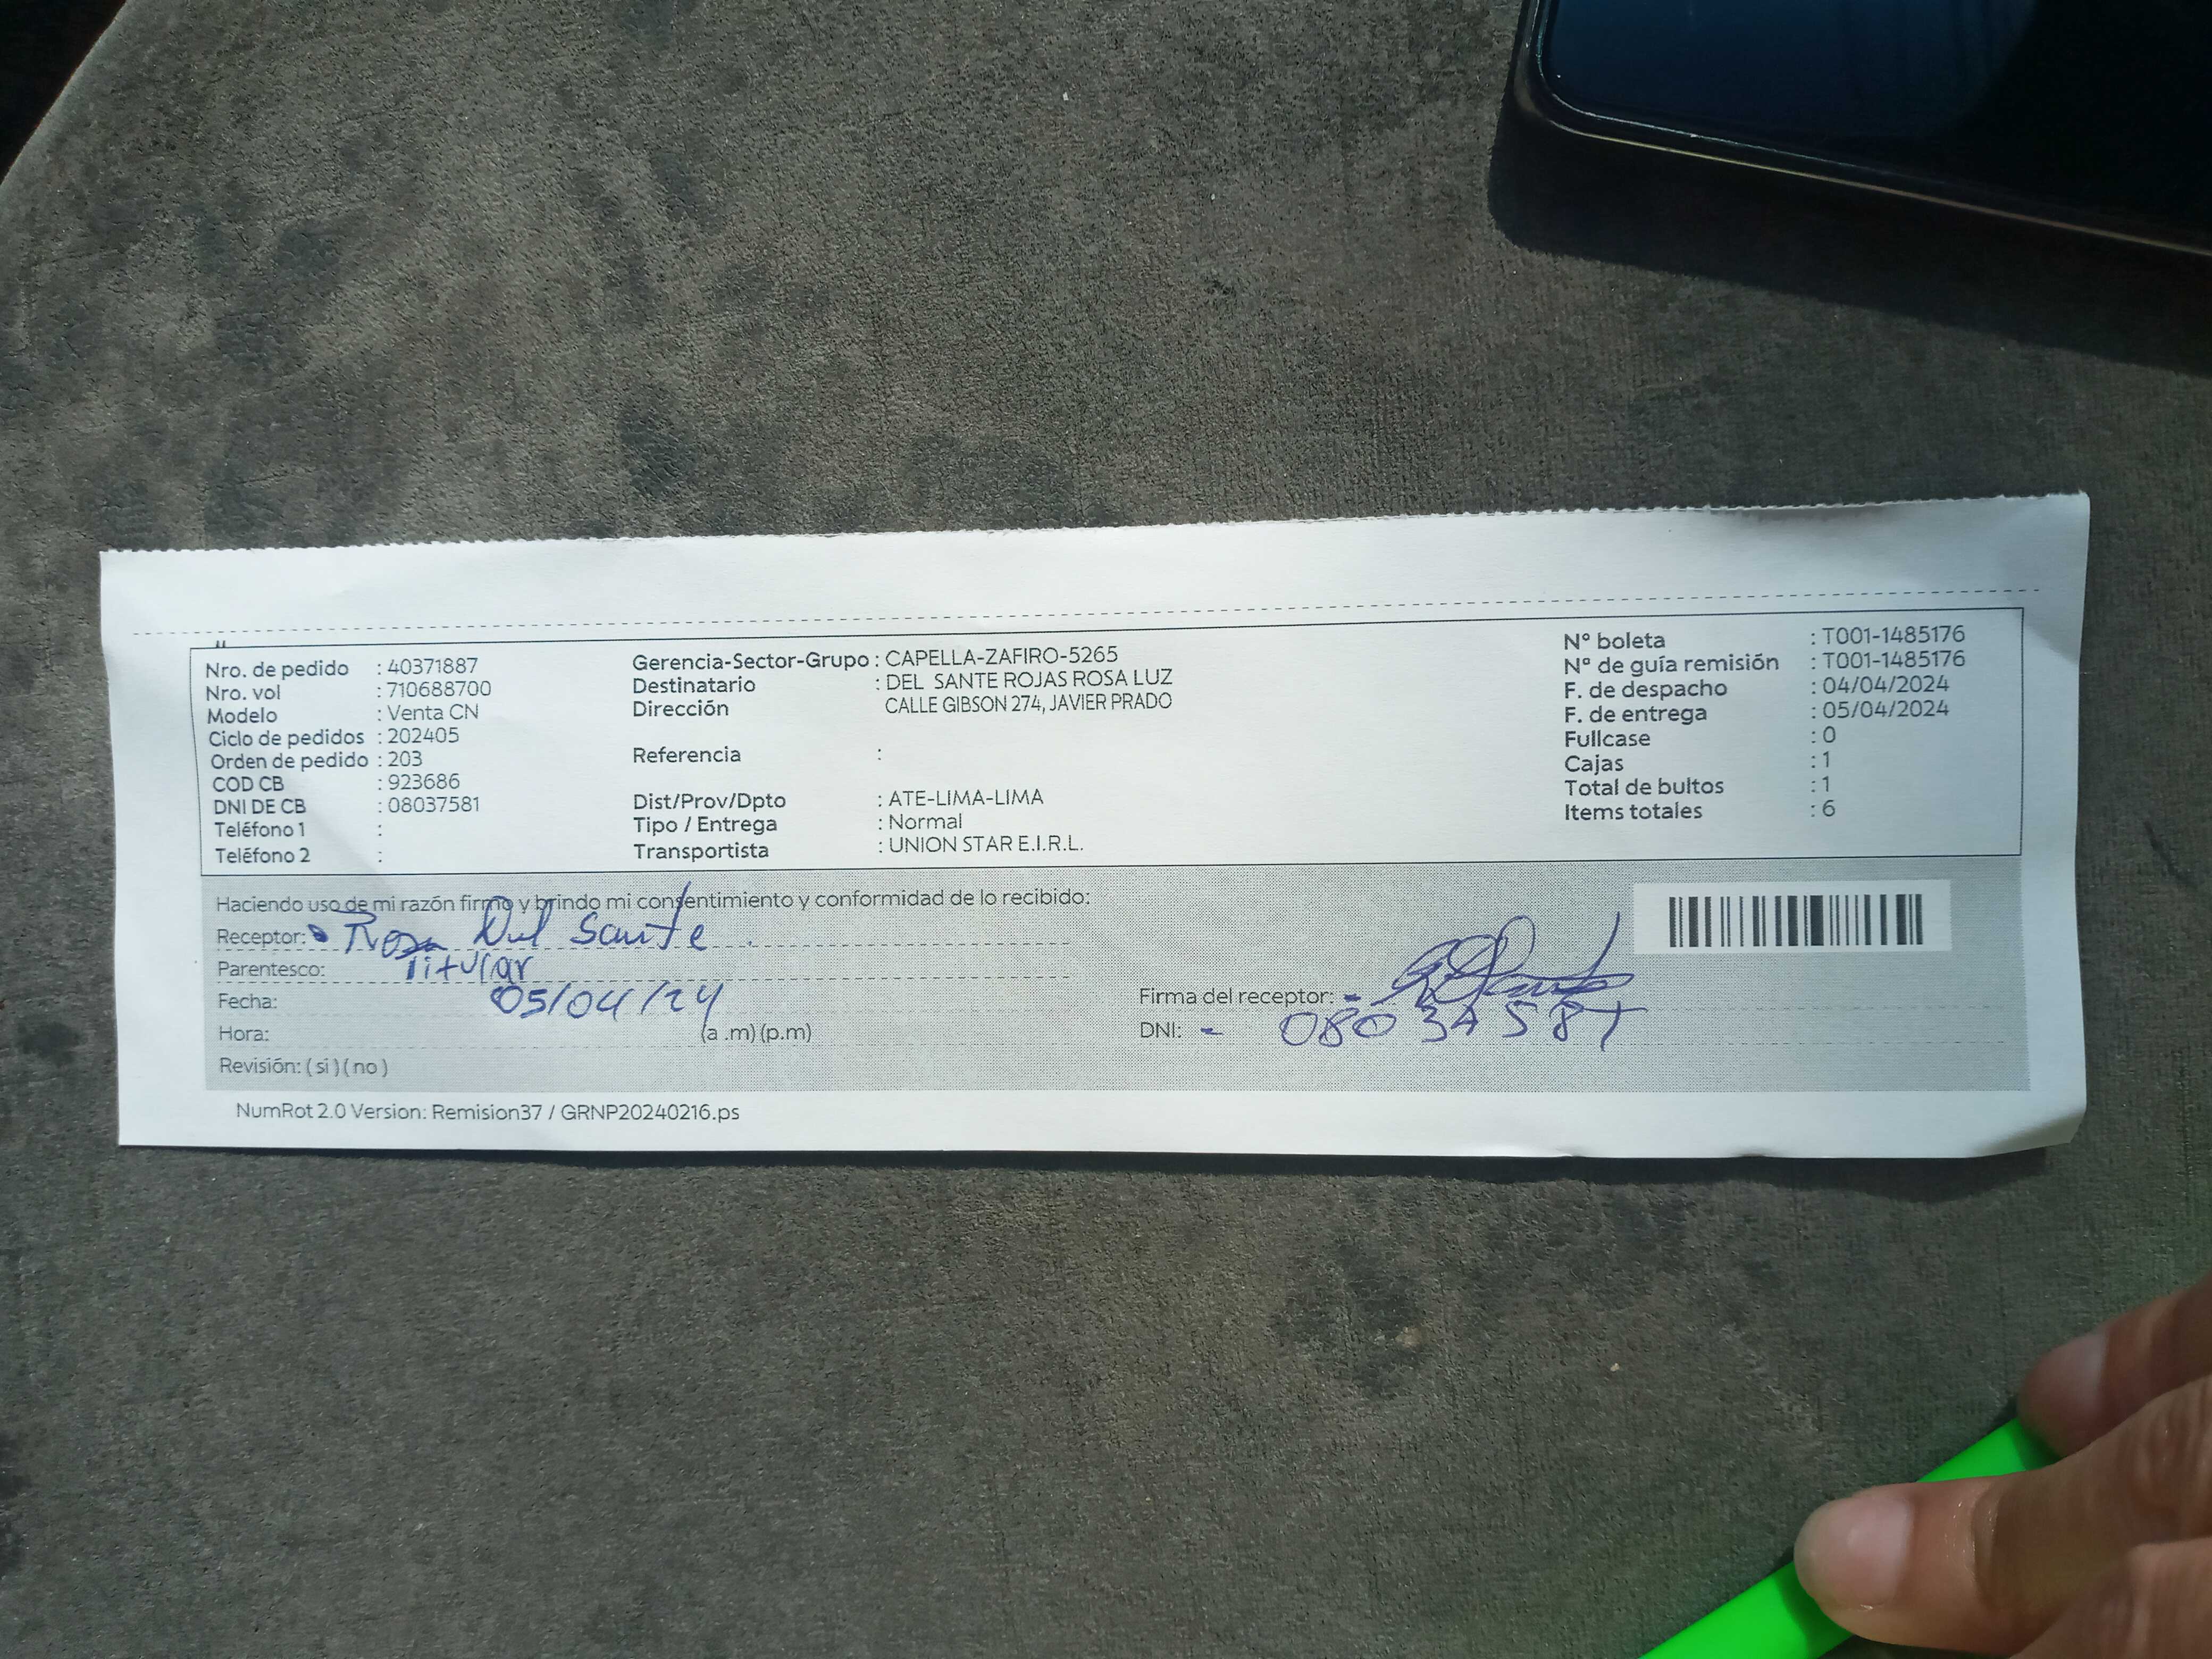 Nro. de pedido : 40371887
Nro. vol : 710688700
Modelo : Venta CN
Ciclo de pedidos : 202405
Orden de pedido : 203
COD CB : 923686
DNI DE CB : 08037581
Teléfono 1 :
Teléfono 2 :
Gerencia-Sector-Grupo : CAPELLA-ZAFIRO-5265
Destinatario : DEL SANTE ROJAS ROSA LUZ
Dirección CALLE GIBSON 274, JAVIER PRADO
Referencia :
Dist/Prov/Dpto : ATE-LIMA-LIMA
Tipo / Entrega : Normal
Transportista : UNION STAR E.I.R.L.
N° boleta : T001-1485176
N° de guía remisión : T001-1485176
F. de despacho : 04/04/2024
F. de entrega : 05/04/2024
Fullcase : 0
Cajas : 1
Total de bultos : 1
Items totales : 6
Haciendo uso de mi razón firmo y brindo mi consentimiento y conformidad de lo recibido:
Receptor: Rosa Del Sante
Parentesco: Titular
Fecha: 05/04/24
Hora: (a .m) (p.m)
Revisión: ( si ) ( no )
Firma del receptor:
DNI: - 08037581
NumRot 2.0 Version: Remision37 / GRNP20240216.ps